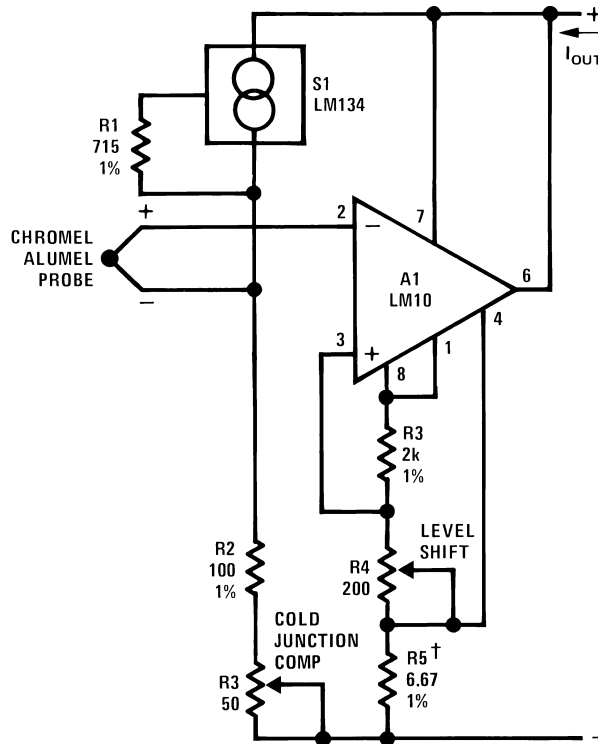 +
I OUT
S1
LM134
R1
715
1%
+
2
−
7
CHROMEL
ALUMEL
PROBE
A1
LM10
6
4
−
3
+
1
8
R3
2k
1%
LEVEL
SHIFT
R2
100
1%
R4
200
COLD
JUNCTION
COMP
R5†
6.67
1%
R3
50
−